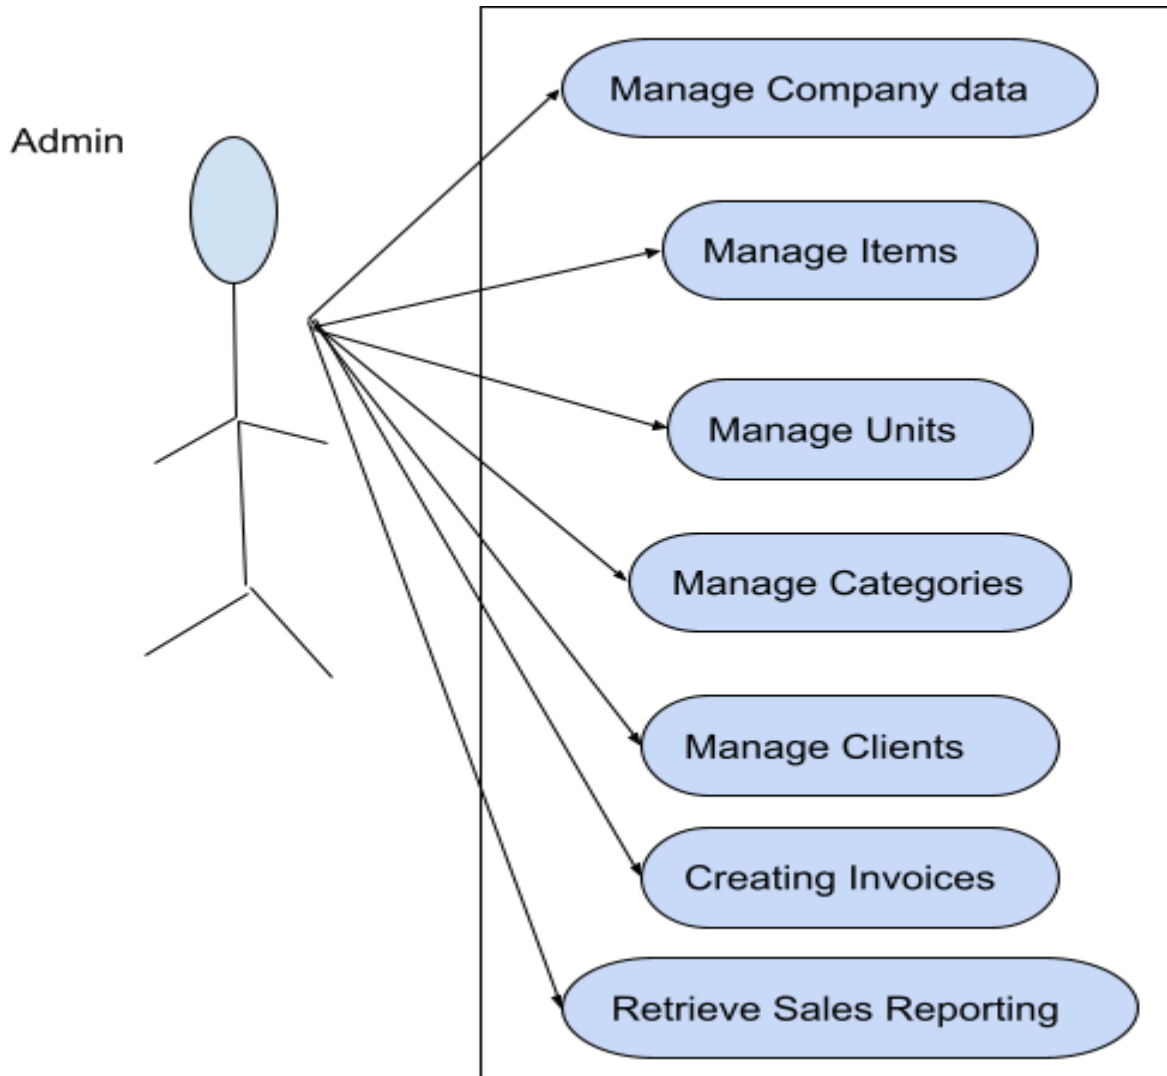 Admin
Manage Company data
Manage Items
Manage Units
Manage Categories
Manage Clients
Creating Invoices
Retrieve Sales Reporting